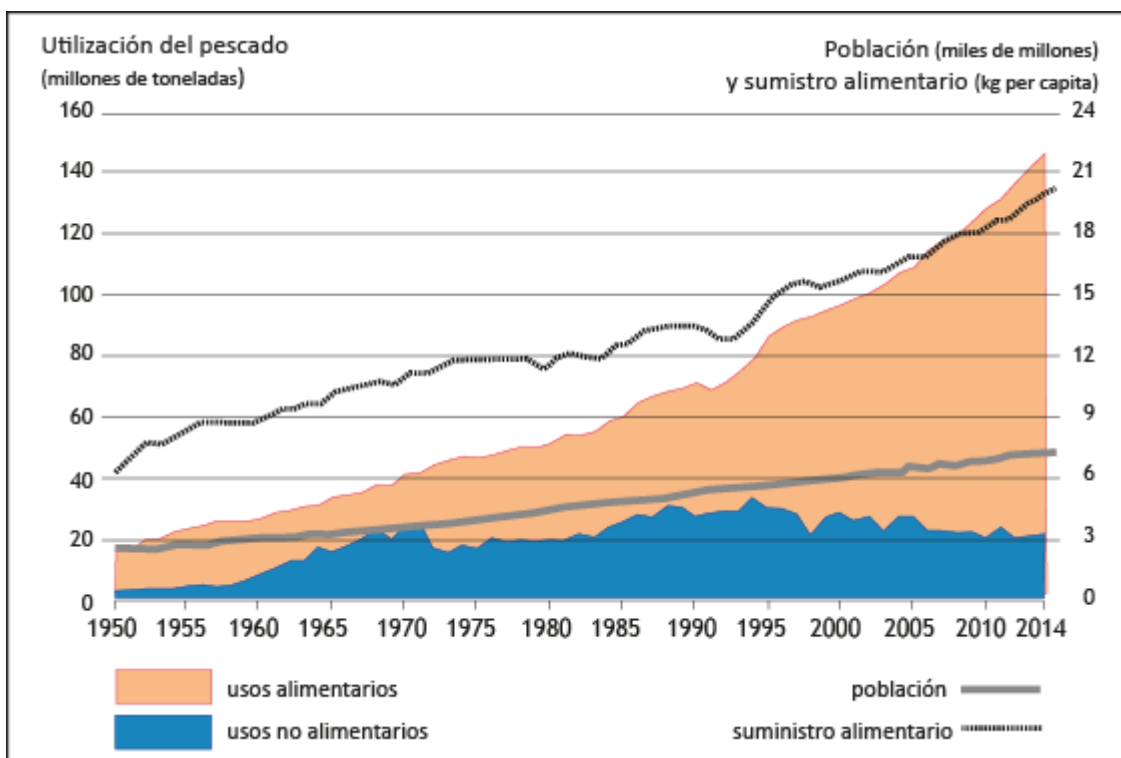 Utilización del pescado
(millones de toneladas)
Población (miles de millones)
y sumistro alimentario (kg per capita)
160
140
120
100
80
60
40
20
0
24
21
18
15
12
9
6
3
0
1950 1955 1960 1965 1970 1975 1980 1985 1990 1995 2000 2005 2010 2014
usos alimentarios
usos no alimentarios
población
suministro alimentario